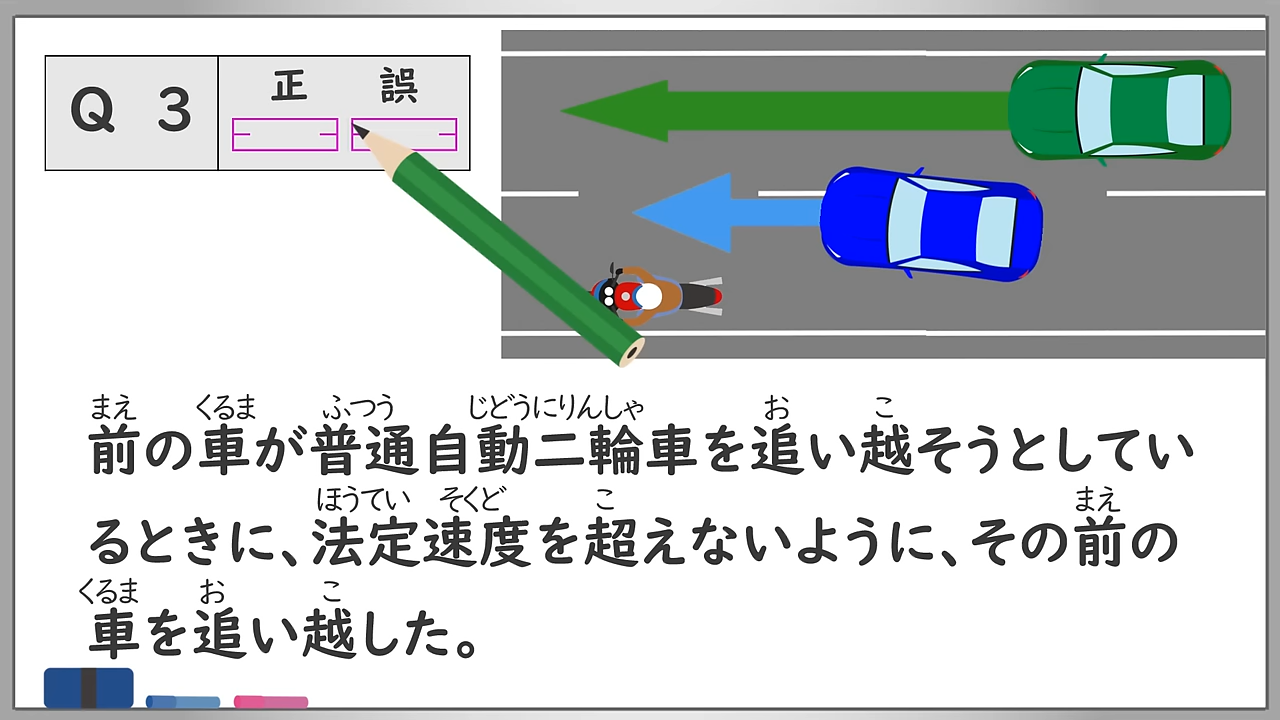 Q 3
正 誤
まえ くるま ふつう じどうにりんしゃ お こ
前の車が普通自動二輪車を追い越そうとしてい
ほうてい そくど こ まえ
るときに、法定速度を超えないように、その前の
くるま お こ
車を追い越した。